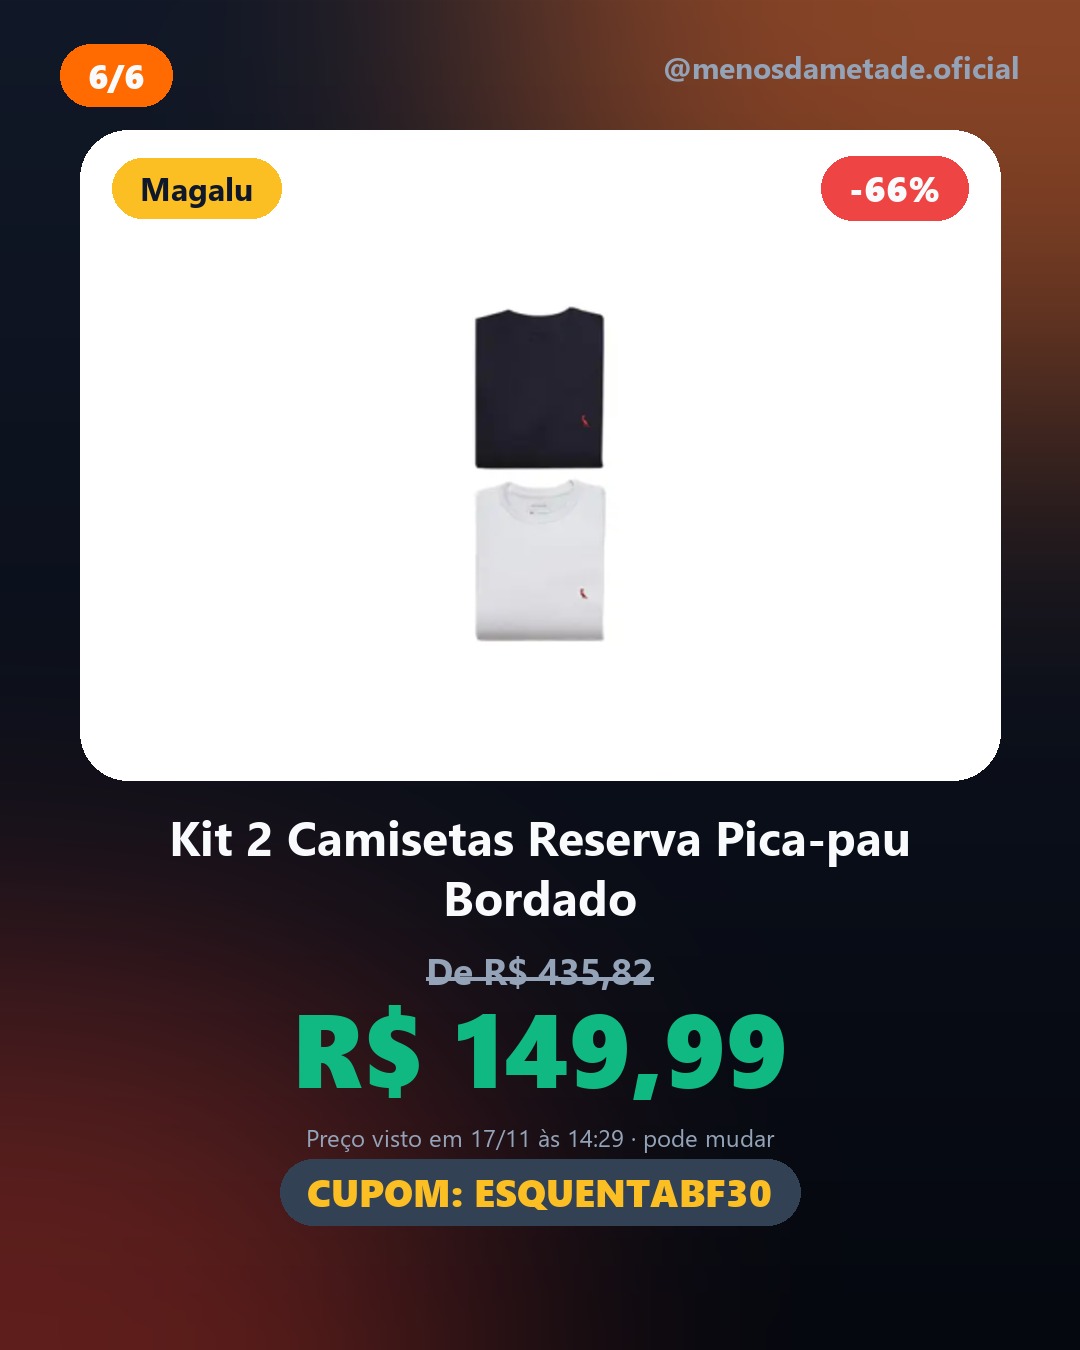 6/6
@menosdametade.oficial
Magalu
-66%
Kit 2 Camisetas Reserva Pica-pau
Bordado
De R$ 435,82
R$ 149,99
Preço visto em 17/11 às 14:29 · pode mudar
CUPOM: ESQUENTABF30